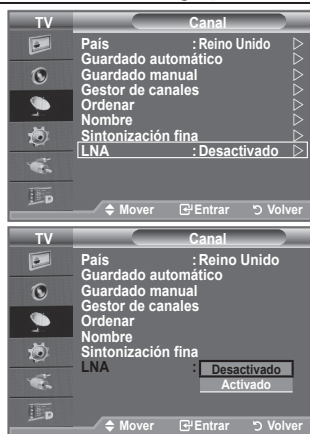 TV Canal
País : Reino Unido
Guardado automático
Guardado manual
Gestor de canales
Ordenar
Nombre
Sintonización fina
LNA : Desactivado
Mover Entrar Volver
TV Canal
País : Reino Unido
Guardado automático
Guardado manual
Gestor de canales
Ordenar
Nombre
Sintonización fina
LNA : Desactivado
Activado
Mover Entrar Volver